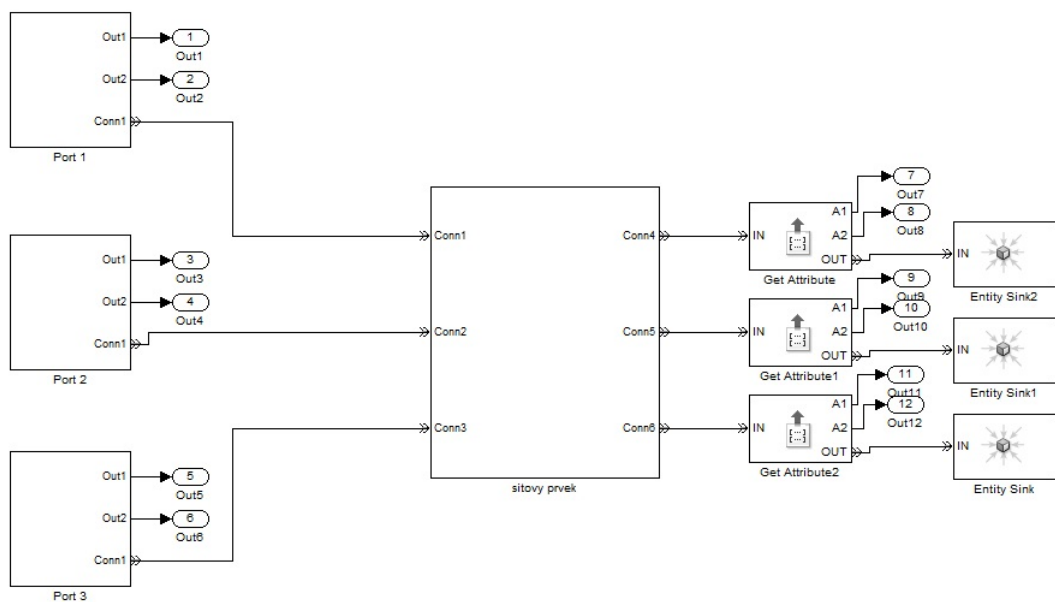 Out1
1
Out1
Out2
2
Out2
Conn1
Port 1
Out1
3
Out3
Out2
4
Out4
Conn1
Port 2
Out1
5
Out5
Out2
6
Out6
Conn1
Port 3
Conn1
Conn4
Conn2
Conn5
Conn3
Conn6
sitovy prvek
IN
A1
A2
OUT
Get Attribute
7
Out7
8
Out8
IN
Entity Sink2
IN
A1
A2
OUT
Get Attribute1
9
Out9
10
Out10
IN
Entity Sink1
IN
A1
A2
OUT
Get Attribute2
11
Out11
12
Out12
IN
Entity Sink